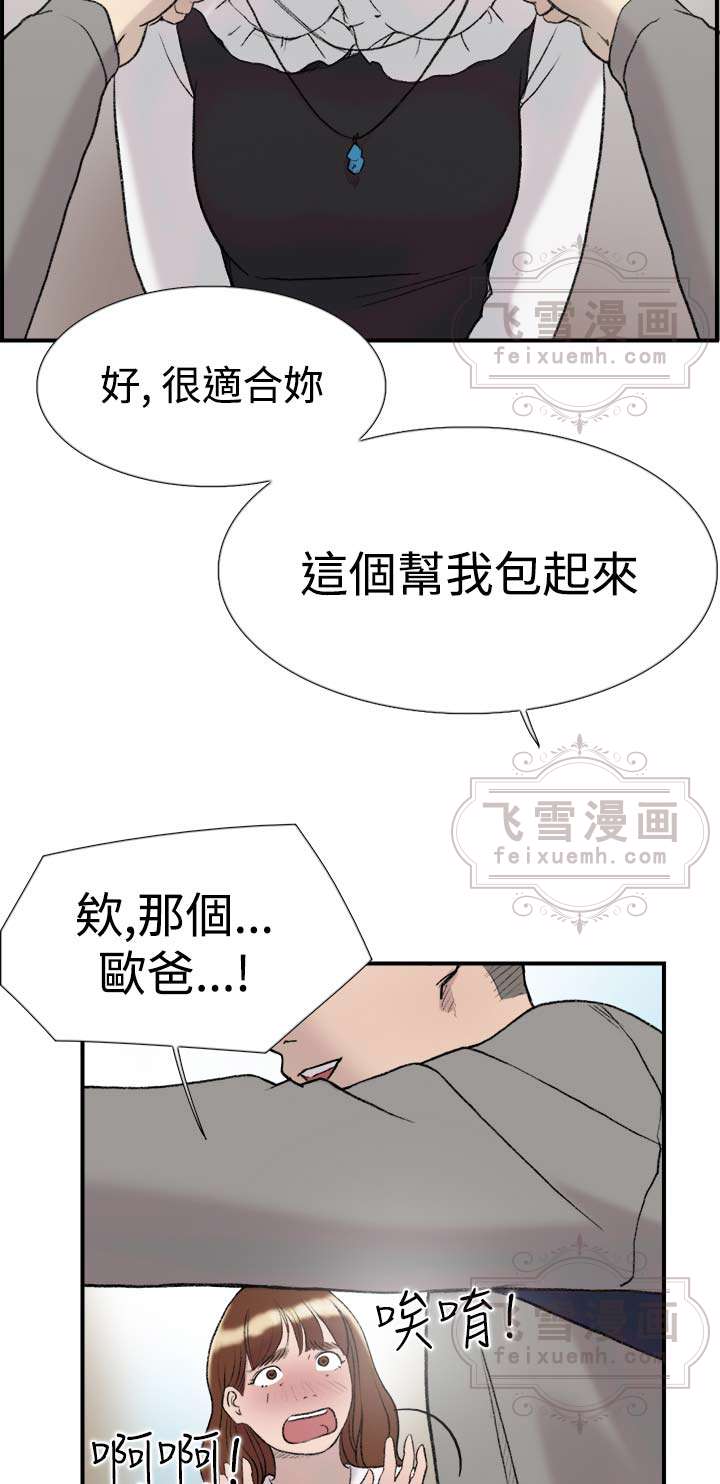 飞雪漫画
feixuemh.com
好, 很適合妳
這個幫我包起來
飞雪漫画
feixuemh.com
欸,那個...
歐爸...!
唉唷!
飞雪漫画
feixuemh.com
啊啊!